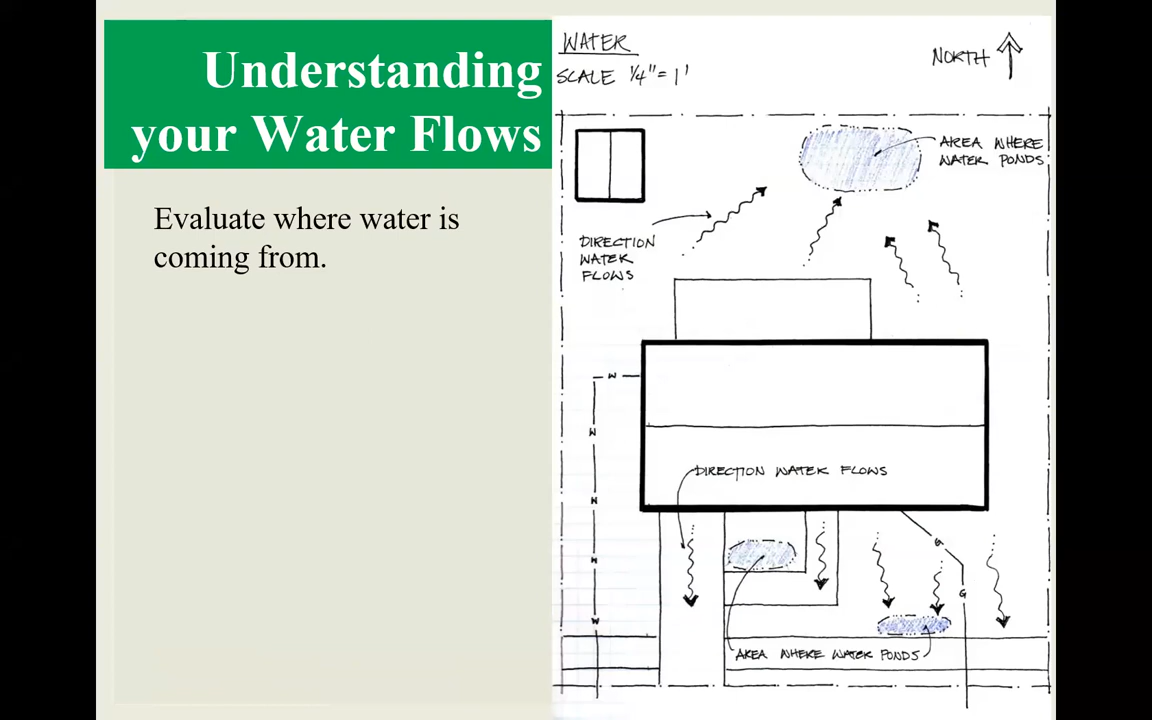 Understanding
your Water Flows
Evaluate where water is
coming from.
WATER
SCALE 1/4" = 1'
NORTH
AREA WHERE
WATER PONDS
DIRECTION
WATER
FLOWS
W
W
W
W
W
DIRECTION WATER FLOWS
G
G
AREA WHERE WATER PONDS